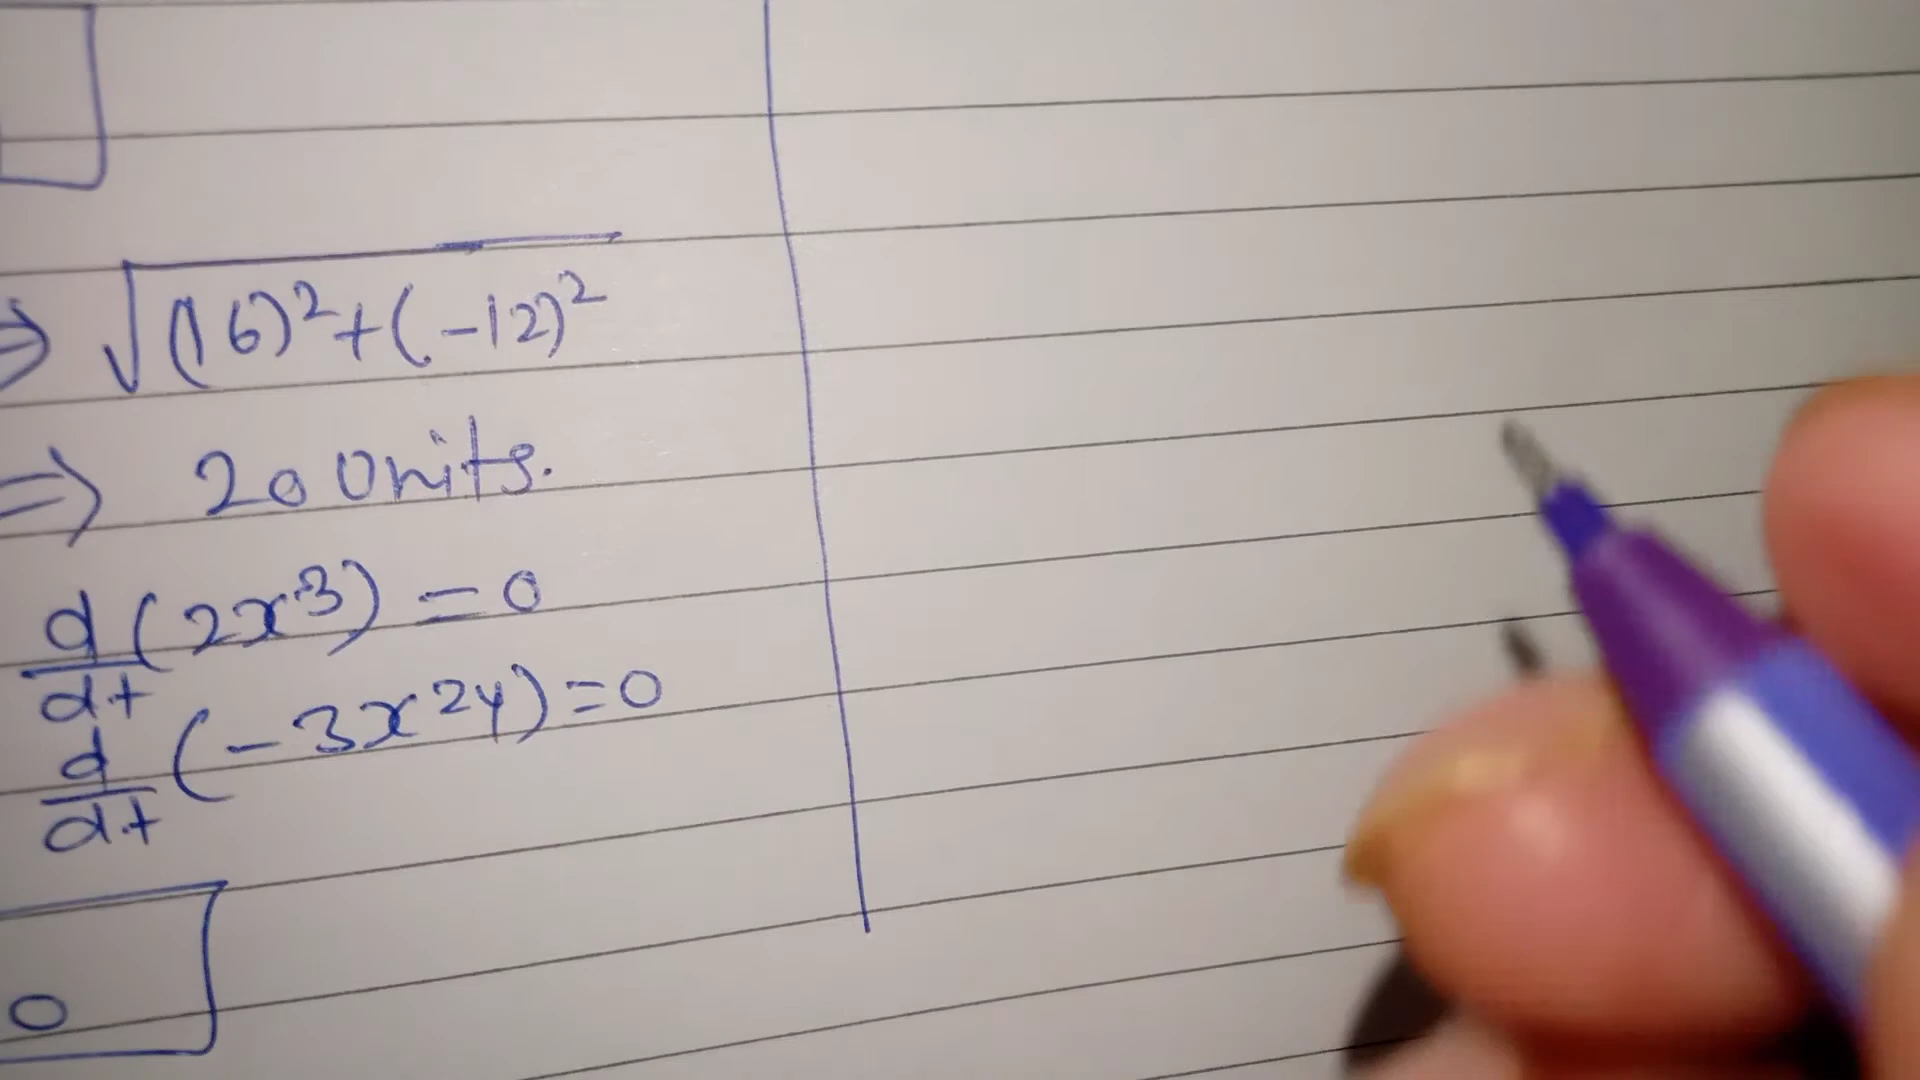 ⇒ √(16)²+(-12)²
⇒ 20 Units.
d/dt (2x³) = 0
d/dt (-3x²y) = 0
0